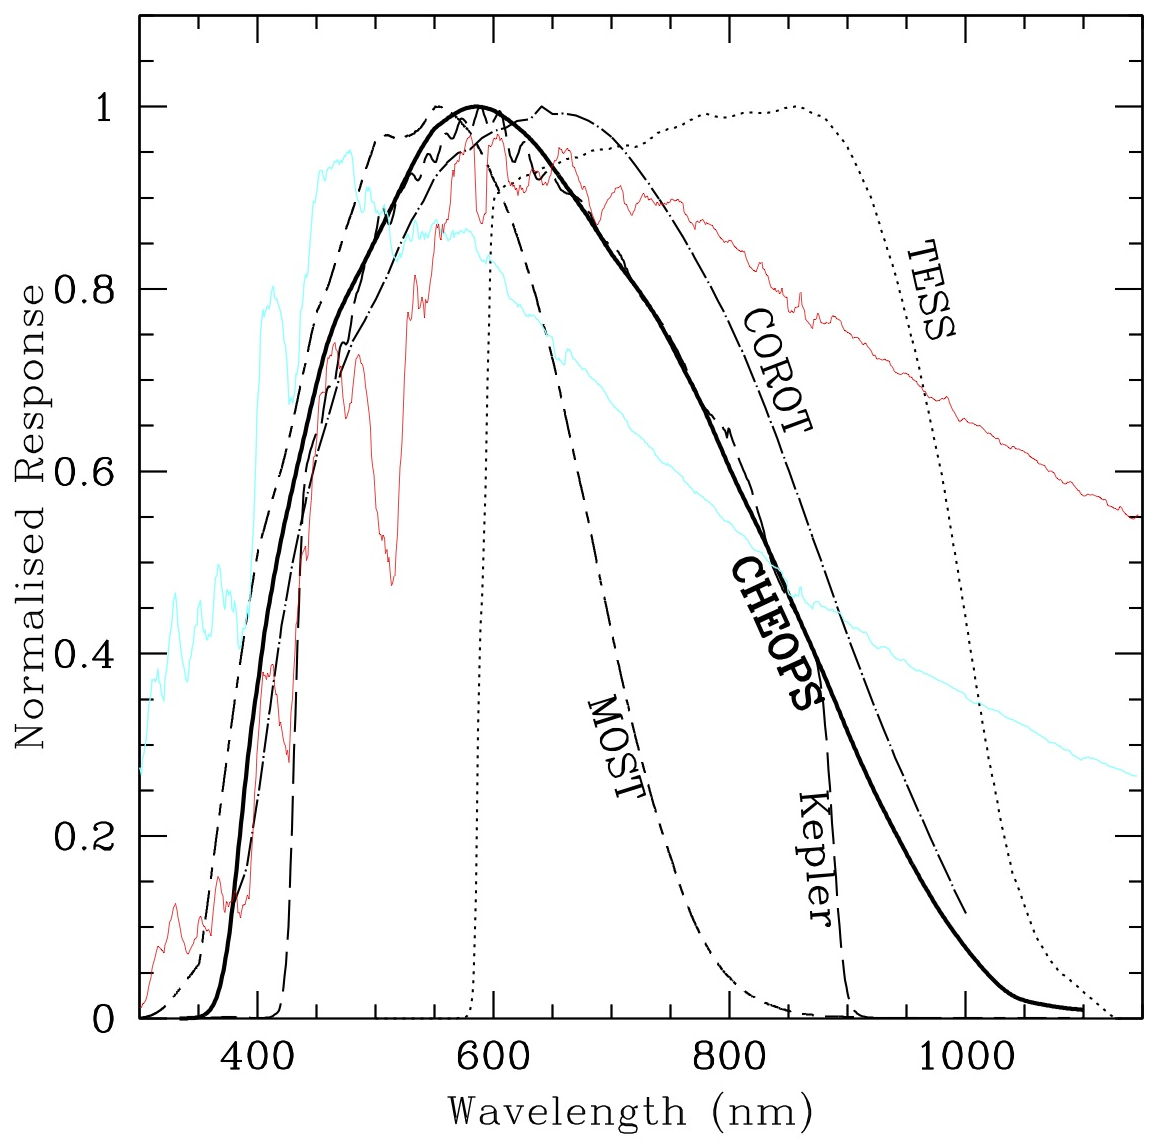 Normalised Response
1
0.8
0.6
0.4
0.2
0
TESS
COROT
CHEOPS
MOST
Kepler
400 600 800 1000
Wavelength (nm)